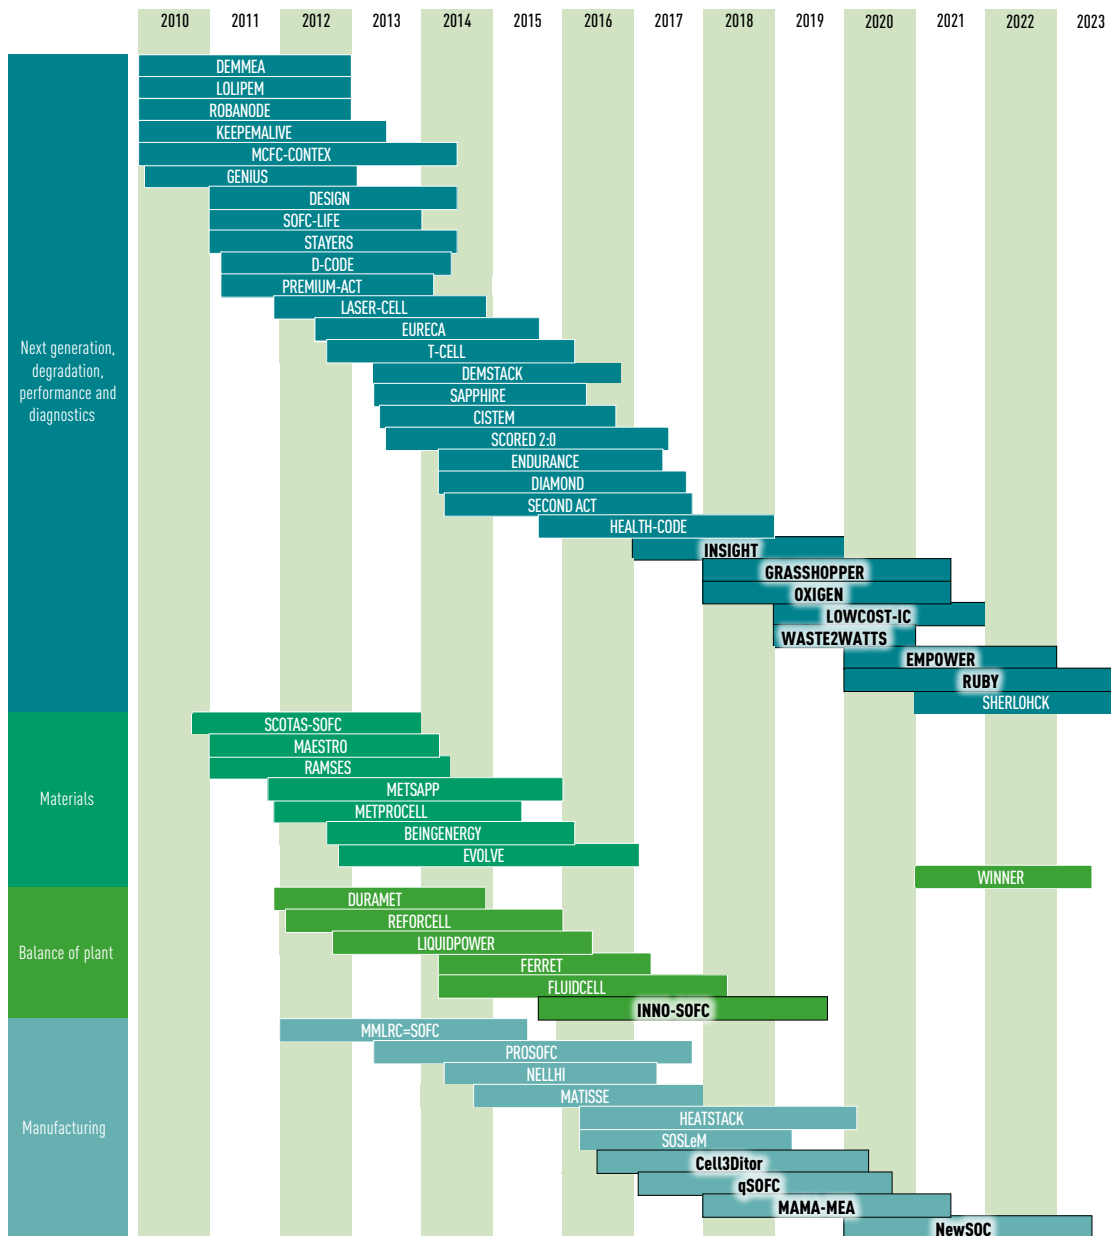 2010 2011 2012 2013 2014 2015 2016 2017 2018 2019 2020 2021 2022 2023
Next generation,
degradation,
performance and
diagnostics
DEMMEA
LOLIPEM
ROBANODE
KEEPEMALIVE
MCFC-CONTEX
GENIUS
DESIGN
SOFC-LIFE
STAYERS
D-CODE
PREMIUM-ACT
LASER-CELL
EURECA
T-CELL
DEMSTACK
SAPPHIRE
CISTEM
SCORED 2:0
ENDURANCE
DIAMOND
SECOND ACT
HEALTH-CODE
INSIGHT
GRASSHOPPER
OXIGEN
LOWCOST-IC
WASTE2WATTS
EMPOWER
RUBY
SHERLOHCK
Materials
SCOTAS-SOFC
MAESTRO
RAMSES
METSAPP
METPROCELL
BEINGENERGY
EVOLVE
WINNER
Balance of plant
DURAMET
REFORCELL
LIQUIDPOWER
FERRET
FLUIDCELL
INNO-SOFC
Manufacturing
MMLRC=SOFC
PROSOFC
NELLHI
MATISSE
HEATSTACK
SOSLeM
Cell3Ditor
qSOFC
MAMA-MEA
NewSOC